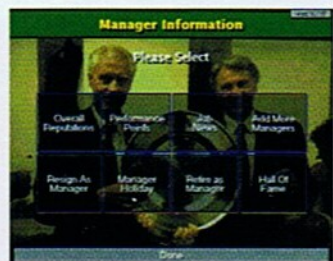 Manager Information
Please Select
Overall Reputations
Performance Points
Job News
Add More Managers
Resign As Manager
Manager Holiday
Retire as Manager
Hall Of Fame
Done